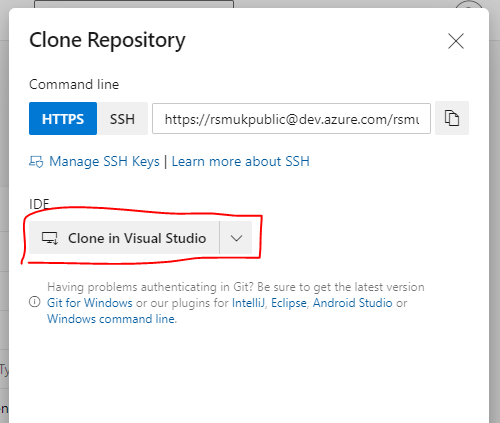 Clone Repository
Command line
HTTPS SSH https://rsmukpublic@dev.azure.com/rsmu
Manage SSH Keys | Learn more about SSH
IDE
Clone in Visual Studio
Having problems authenticating in Git? Be sure to get the latest version
Git for Windows or our plugins for IntelliJ, Eclipse, Android Studio or
Windows command line.